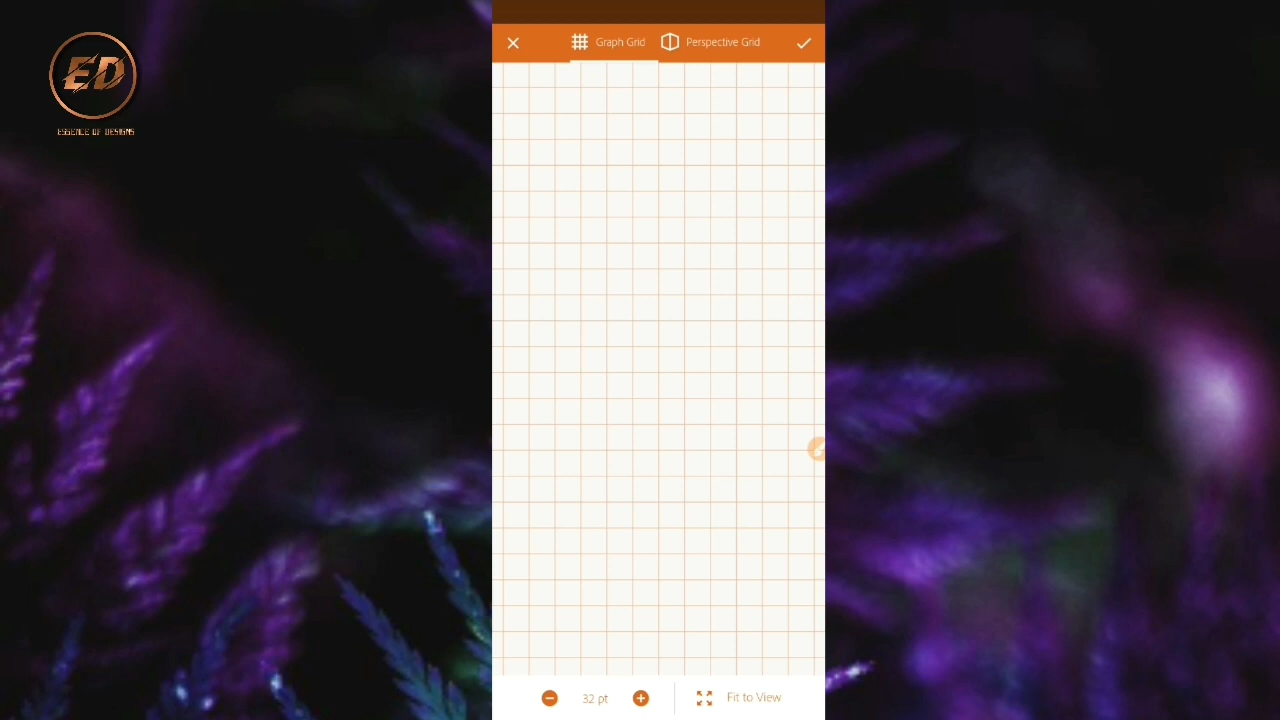 ED
ESSENCE OF DESIGNS
Graph Grid
Perspective Grid
32 pt
Fit to View